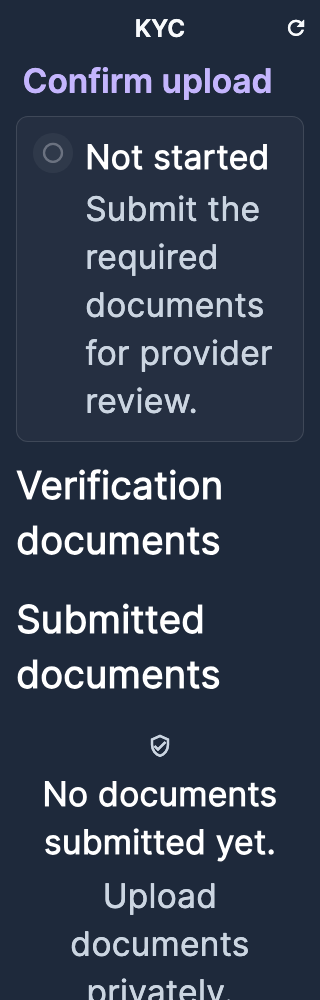 KYC
Confirm upload
Not started
Submit the
required
documents
for provider
review.
Verification
documents
Submitted
documents
No documents
submitted yet.
Upload
documents
privately.